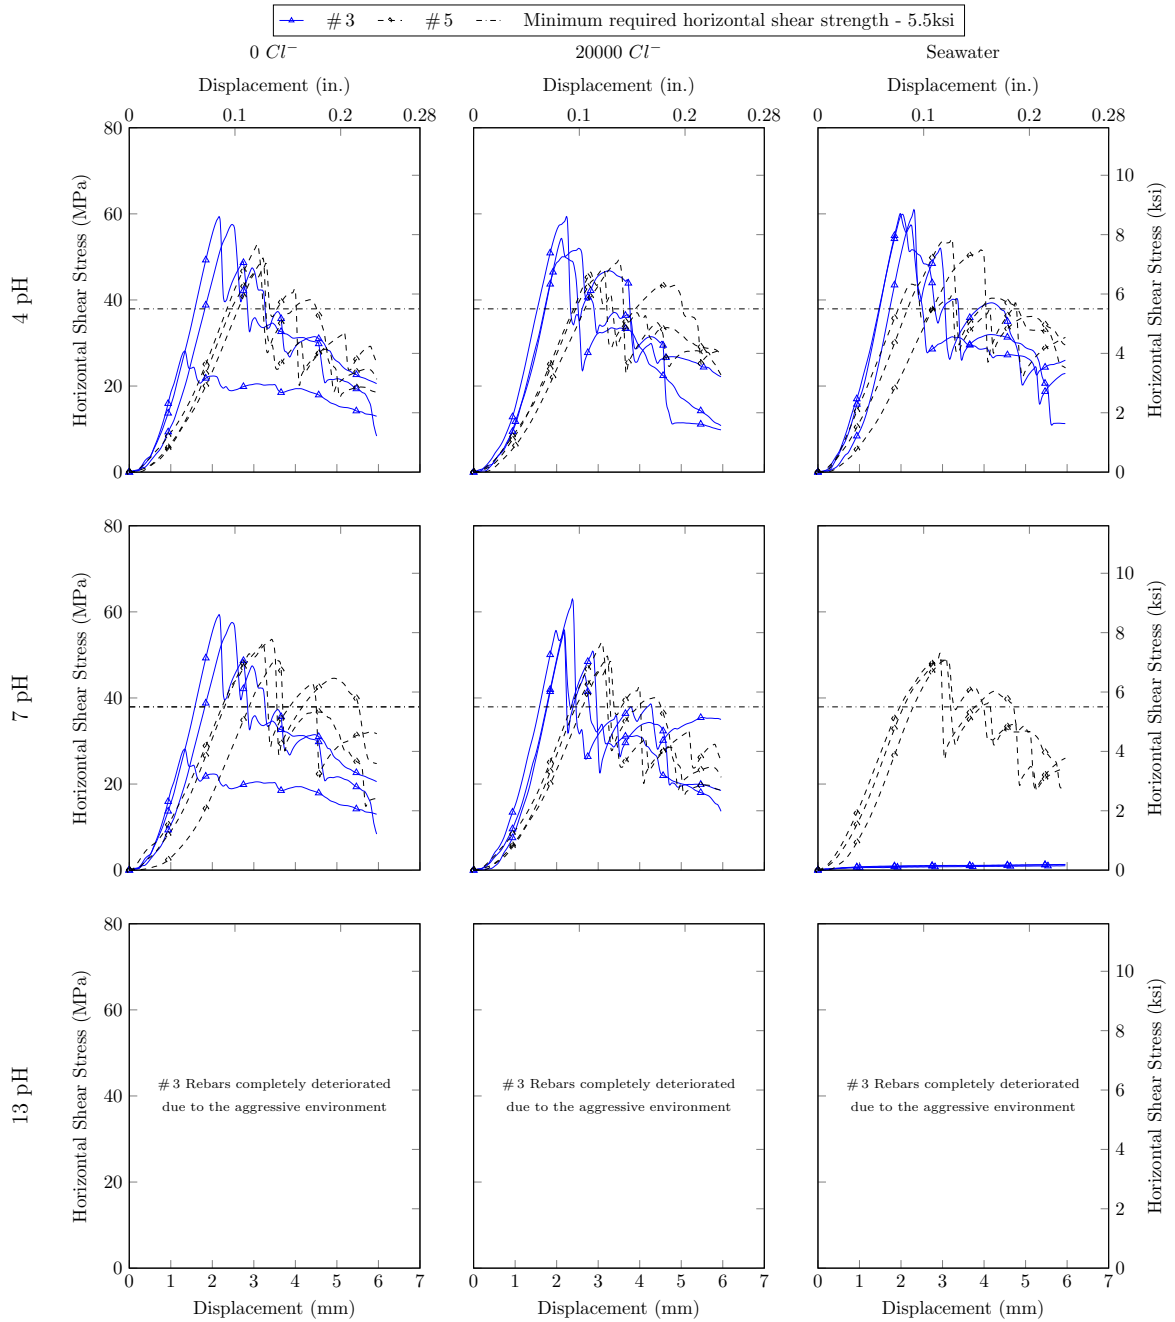 #3 #5 Minimum required horizontal shear strength - 5.5ksi
0 Cl⁻ 20000 Cl⁻ Seawater
Displacement (in.) Displacement (in.) Displacement (in.)
0 0.1 0.2 0.28 0 0.1 0.2 0.28 0 0.1 0.2 0.28
4 pH
Horizontal Shear Stress (MPa)
80
60
40
20
0
10
8
6
4
2
0
Horizontal Shear Stress (ksi)
7 pH
Horizontal Shear Stress (MPa)
80
60
40
20
0
10
8
6
4
2
0
Horizontal Shear Stress (ksi)
13 pH
Horizontal Shear Stress (MPa)
80
60
40
20
0
#3 Rebars completely deteriorated
due to the aggressive environment
#3 Rebars completely deteriorated
due to the aggressive environment
#3 Rebars completely deteriorated
due to the aggressive environment
10
8
6
4
2
0
Horizontal Shear Stress (ksi)
0 1 2 3 4 5 6 7 0 1 2 3 4 5 6 7 0 1 2 3 4 5 6 7
Displacement (mm) Displacement (mm) Displacement (mm)